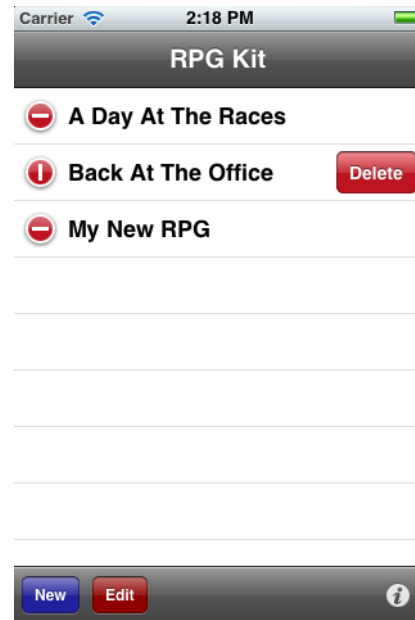 Carrier 2:18 PM
RPG Kit
A Day At The Races
Back At The Office Delete
My New RPG
New Edit i